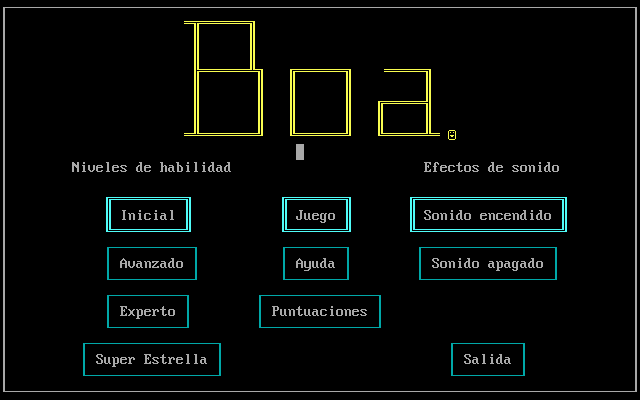 Boa.
Niveles de habilidad
Efectos de sonido
Inicial
Juego
Sonido encendido
Avanzado
Ayuda
Sonido apagado
Experto
Puntuaciones
Super Estrella
Salida